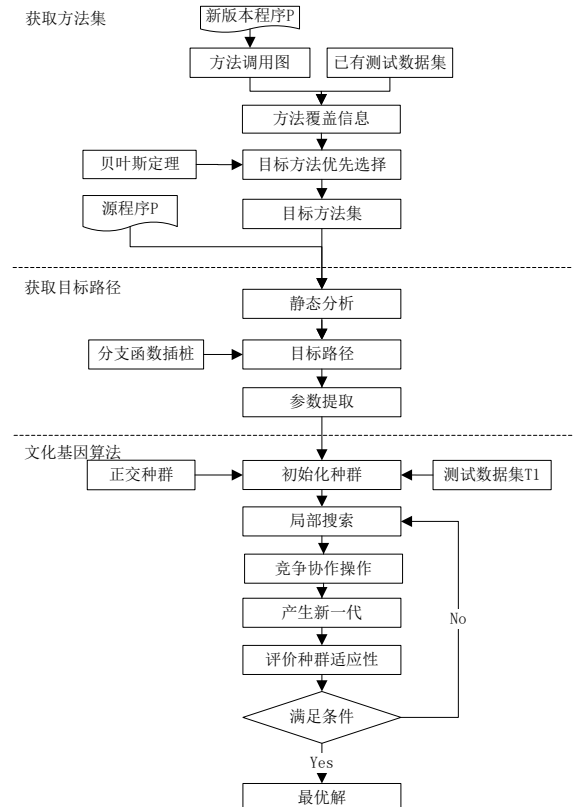 获取方法集
新版本程序P
方法调用图
已有测试数据集
方法覆盖信息
贝叶斯定理
目标方法优先选择
源程序P
目标方法集
获取目标路径
静态分析
分支函数插桩
目标路径
参数提取
文化基因算法
正交种群
初始化种群
测试数据集T1
局部搜索
竞争协作操作
产生新一代
No
评价种群适应性
满足条件
Yes
最优解